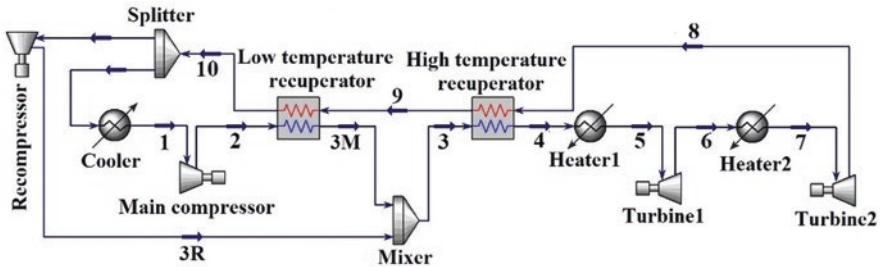 Splitter
8
10
Low temperature
recuperator
High temperature
recuperator
9
Recompressor
Cooler
1
2
3M
3
4
Heater1
5
6
Heater2
7
Main compressor
Turbine1
Turbine2
3R
Mixer